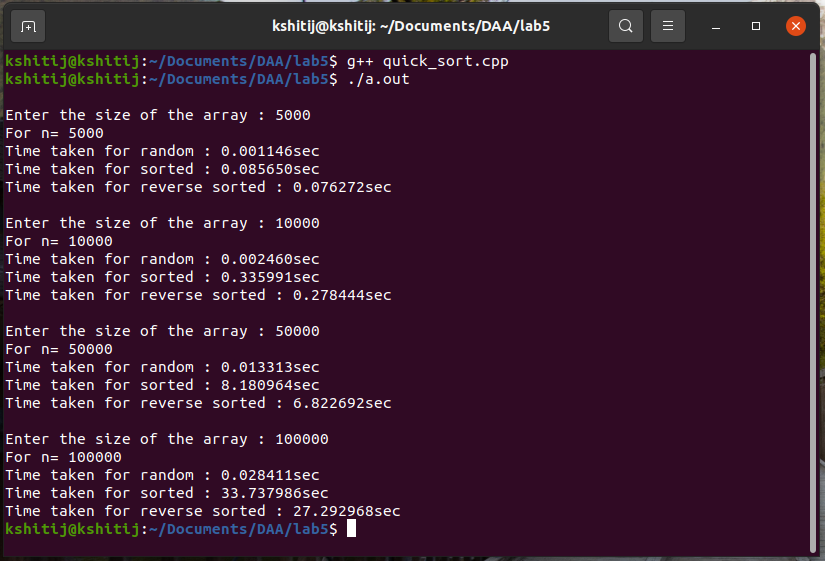 kshitij@kshitij: ~/Documents/DAA/lab5
kshitij@kshitij:~/Documents/DAA/lab5$ g++ quick_sort.cpp
kshitij@kshitij:~/Documents/DAA/lab5$ ./a.out
Enter the size of the array : 5000
For n= 5000
Time taken for random : 0.001146sec
Time taken for sorted : 0.085650sec
Time taken for reverse sorted : 0.076272sec
Enter the size of the array : 10000
For n= 10000
Time taken for random : 0.002460sec
Time taken for sorted : 0.335991sec
Time taken for reverse sorted : 0.278444sec
Enter the size of the array : 50000
For n= 50000
Time taken for random : 0.013313sec
Time taken for sorted : 8.180964sec
Time taken for reverse sorted : 6.822692sec
Enter the size of the array : 100000
For n= 100000
Time taken for random : 0.028411sec
Time taken for sorted : 33.737986sec
Time taken for reverse sorted : 27.292968sec
kshitij@kshitij:~/Documents/DAA/lab5$